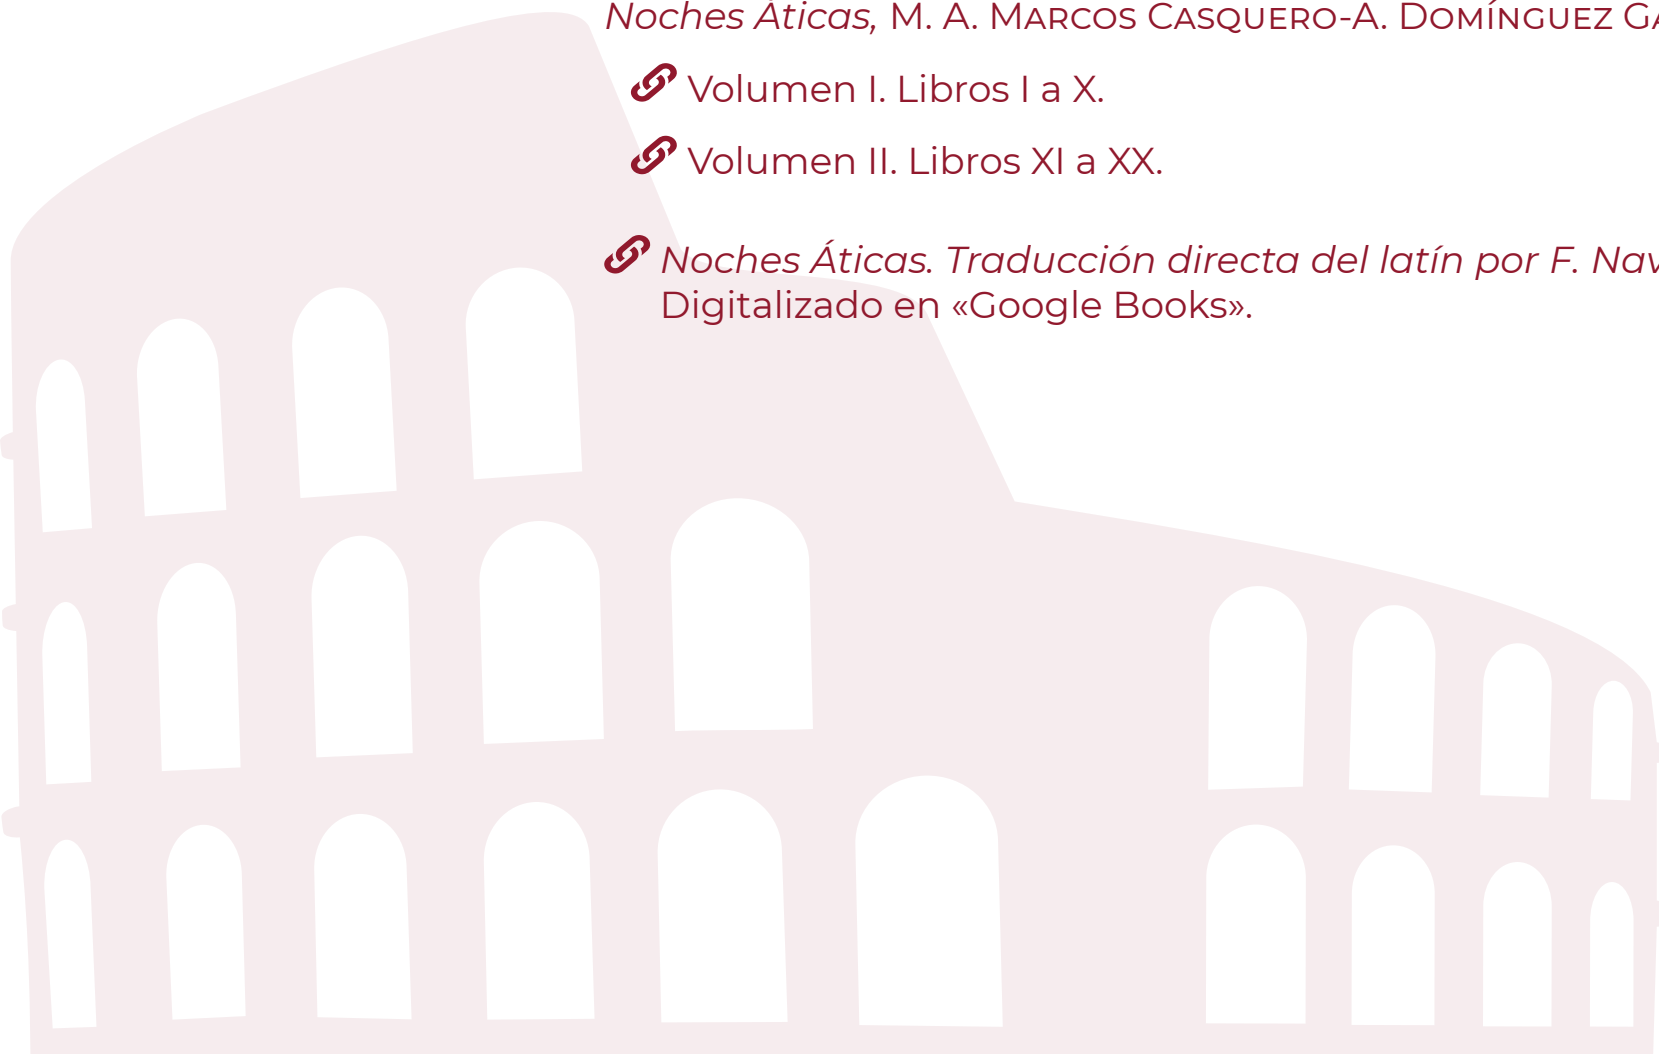 Noches Áticas, M. A. Marcos Casquero-A. Domínguez
Volumen I. Libros I a X.
Volumen II. Libros XI a XX.
Noches Áticas. Traducción directa del latín por F.
Digitalizado en «Google Books».